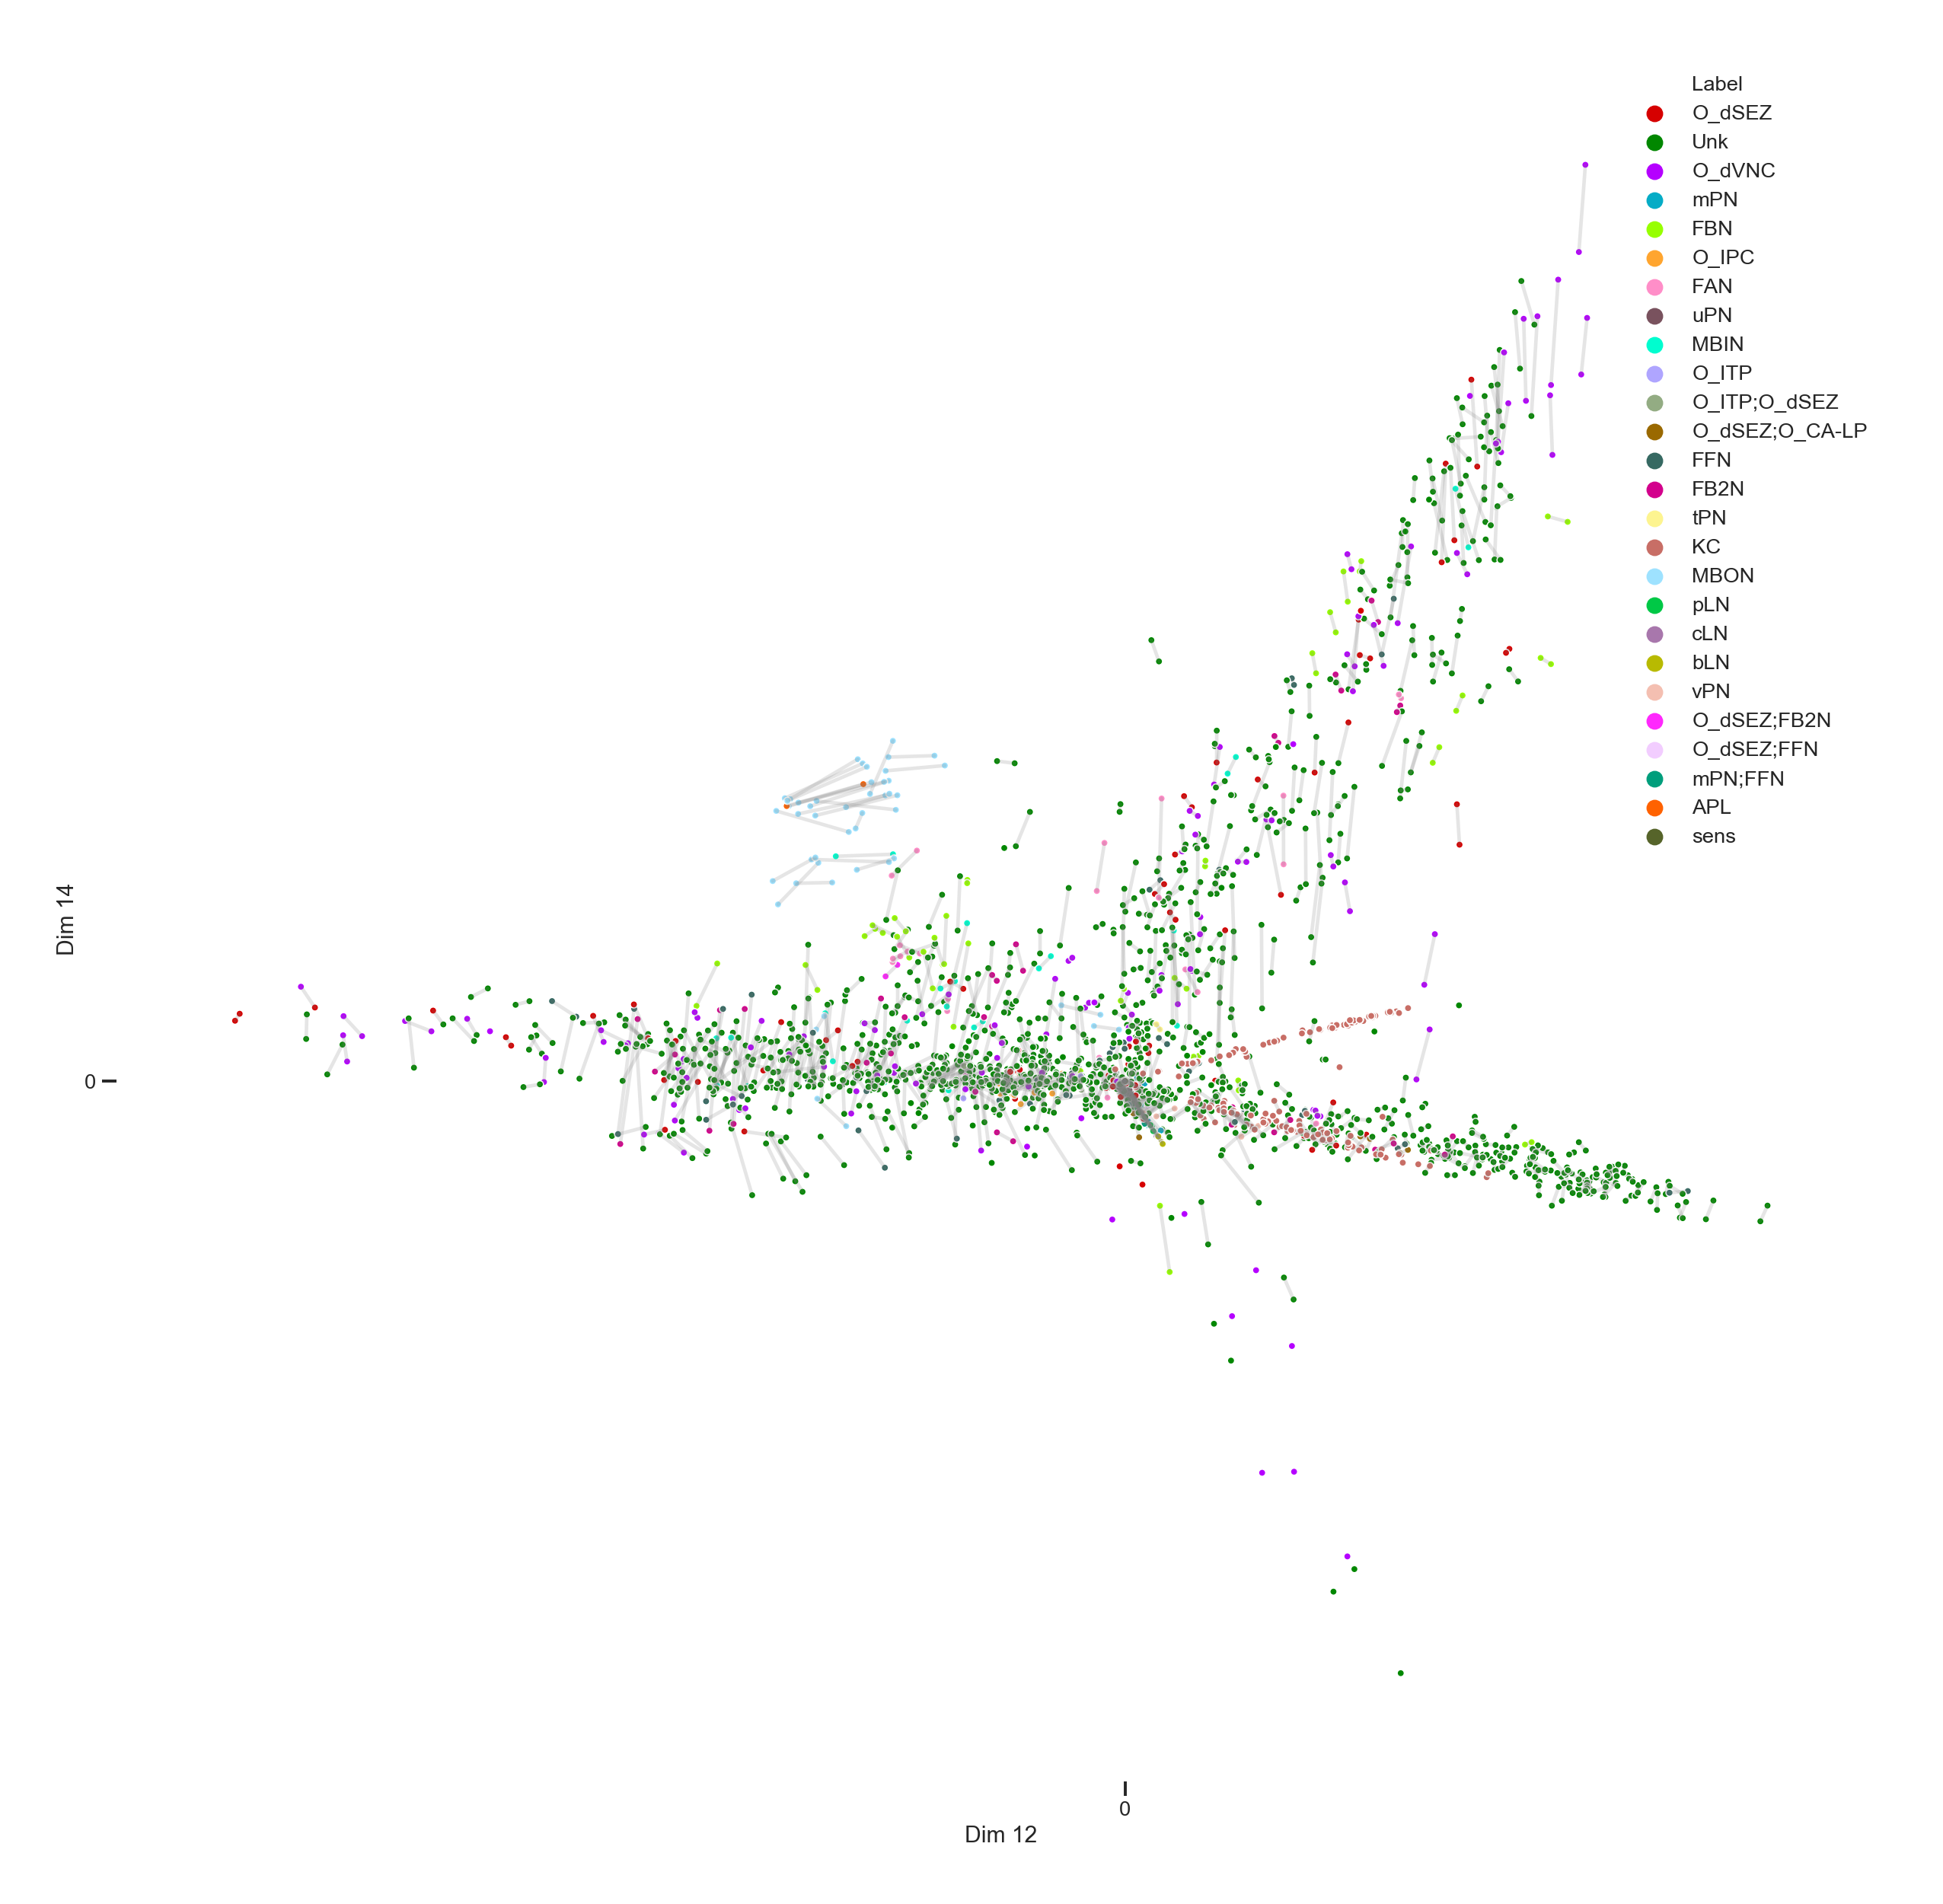 Label
O_dSEZ
Unk
O_dVNC
mPN
FBN
O_IPC
FAN
uPN
MBIN
O_ITP
O_ITP;O_dSEZ
O_dSEZ;O_CA-LP
FFN
FB2N
tPN
KC
MBON
pLN
cLN
bLN
vPN
O_dSEZ;FB2N
O_dSEZ;FFN
mPN;FFN
APL
sens
Dim 14
0
0
Dim 12